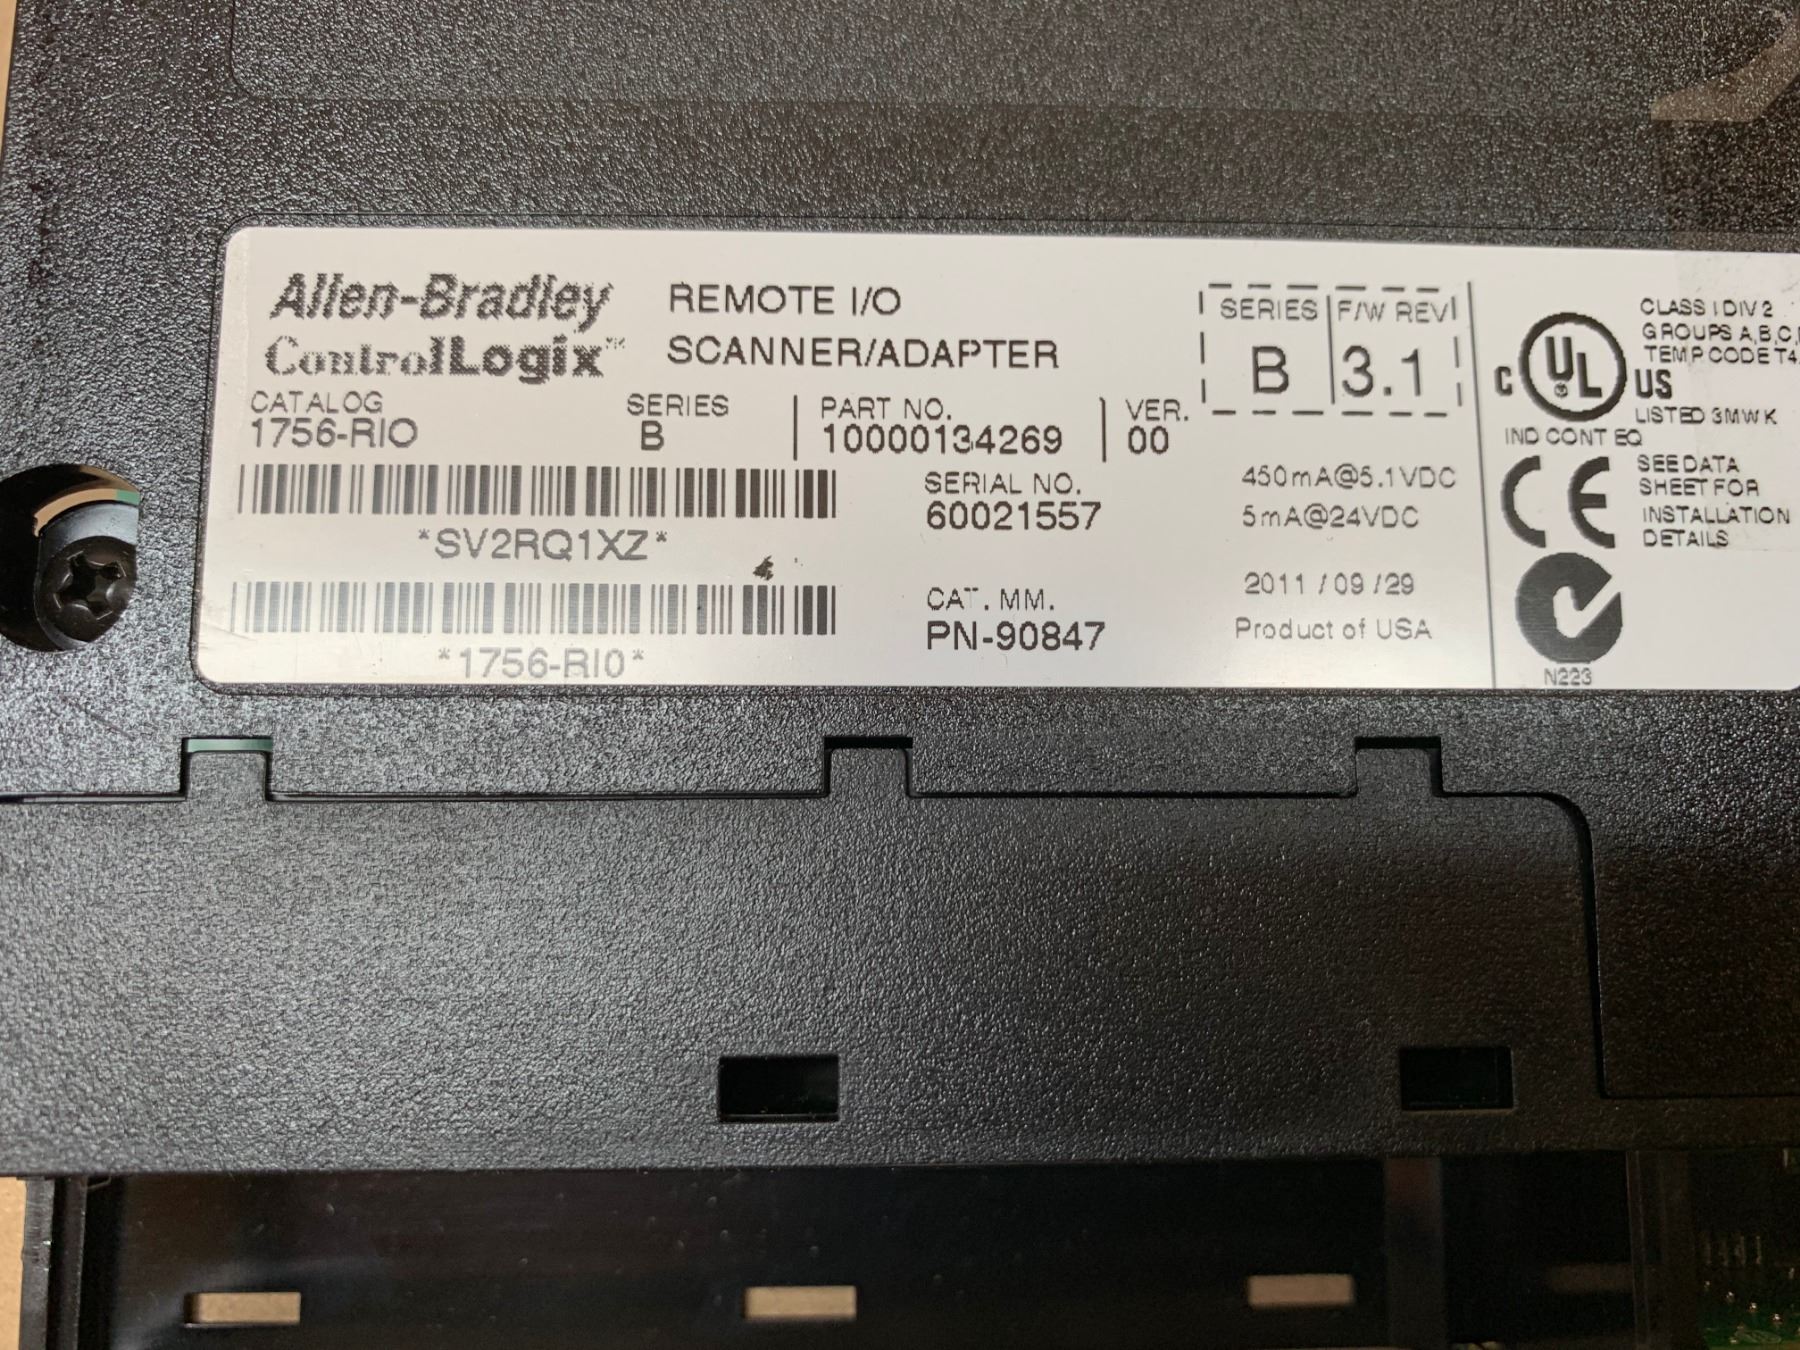 Allen-Bradley
ControlLogix™
REMOTE I/O
SCANNER/ADAPTER
SERIES F/W REV
B 3.1
CATALOG
1756-RIO
SERIES
B
PART NO.
10000134269
VER.
00
*SV2RQ1XZ*
SERIAL NO.
60021557
450mA@5.1VDC
5mA@24VDC
*1756-RI0*
CAT. MM.
PN-90847
2011 / 09 /29
Product of USA
C UL US
CLASS I DIV 2
GROUPS A,B,C,
TEMP CODE T4
LISTED 3MWK
IND CONT EQ
CE
SEE DATA
SHEET FOR
INSTALLATION
DETAILS
N223